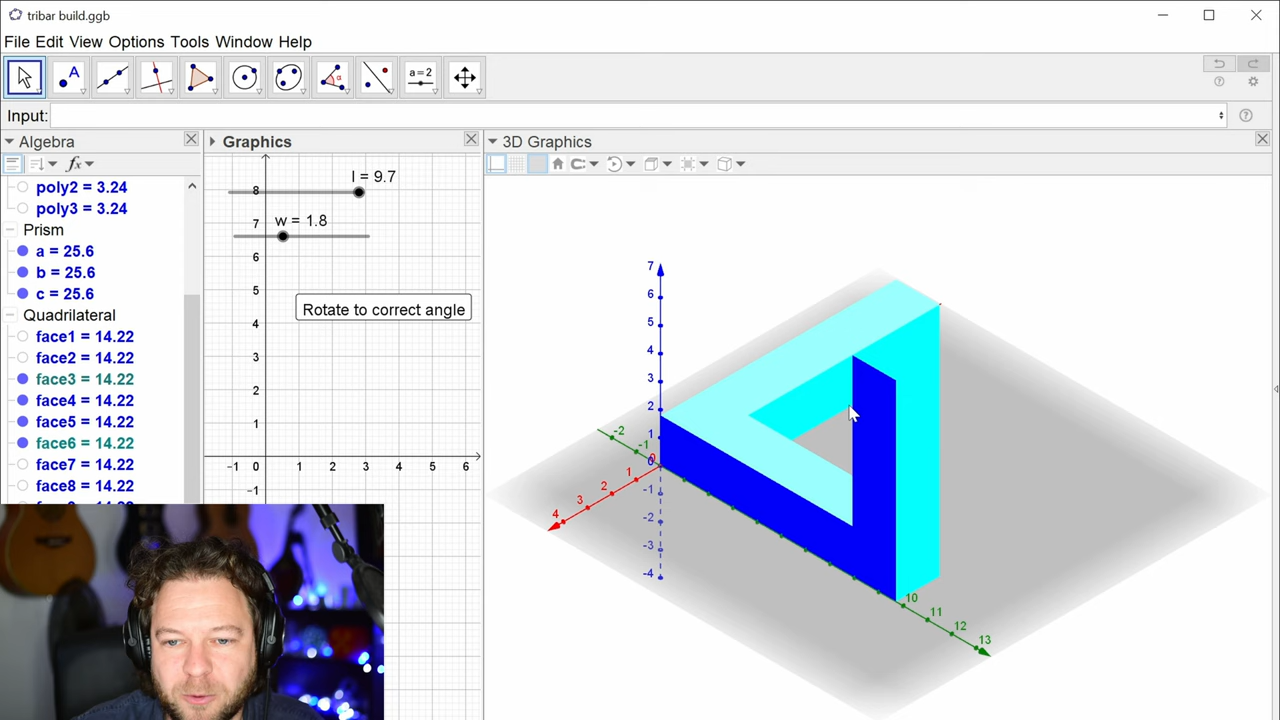 tribar build.ggb
File Edit View Options Tools Window Help
A
α
a=2
Input:
Algebra
Graphics
3D Graphics
fx
poly2 = 3.24
poly3 = 3.24
Prism
a = 25.6
b = 25.6
c = 25.6
Quadrilateral
face1 = 14.22
face2 = 14.22
face3 = 14.22
face4 = 14.22
face5 = 14.22
face6 = 14.22
face7 = 14.22
face8 = 14.22
l = 9.7
w = 1.8
Rotate to correct angle
8
7
6
5
4
3
2
1
-1 0 1 2 3 4 5 6
-1
7
6
5
4
3
2
1
0
-1
-2
-3
-4
-2
-1
0
1
2
3
4
10
11
12
13